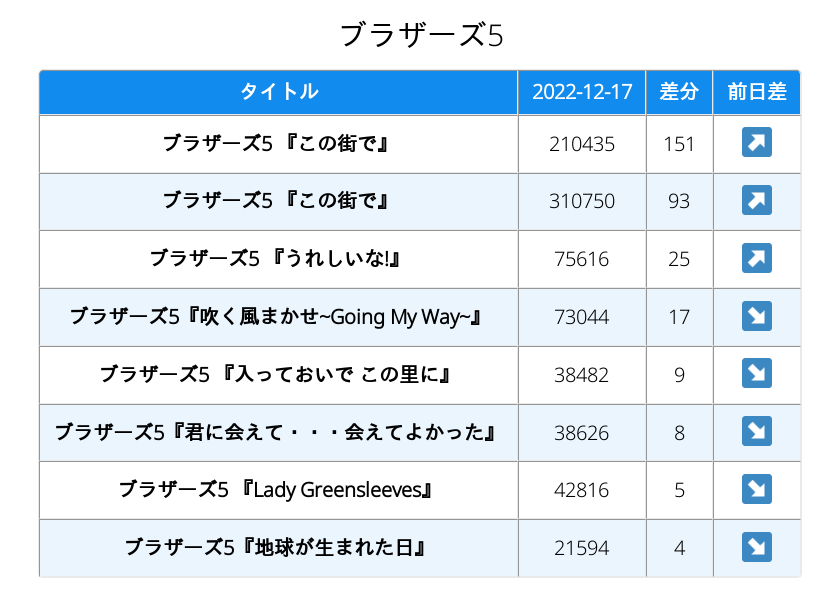 ブラザーズ5
タイトル 2022-12-17 差分 前日差
ブラザーズ5 『この街で』 210435 151 ↗
ブラザーズ5 『この街で』 310750 93 ↗
ブラザーズ5 『うれしいな!』 75616 25 ↗
ブラザーズ5『吹く風まかせ~Going My Way~』 73044 17 ↘
ブラザーズ5 『入っておいで この里に』 38482 9 ↘
ブラザーズ5『君に会えて・・・会えてよかった』 38626 8 ↘
ブラザーズ5 『Lady Greensleeves』 42816 5 ↘
ブラザーズ5『地球が生まれた日』 21594 4 ↘